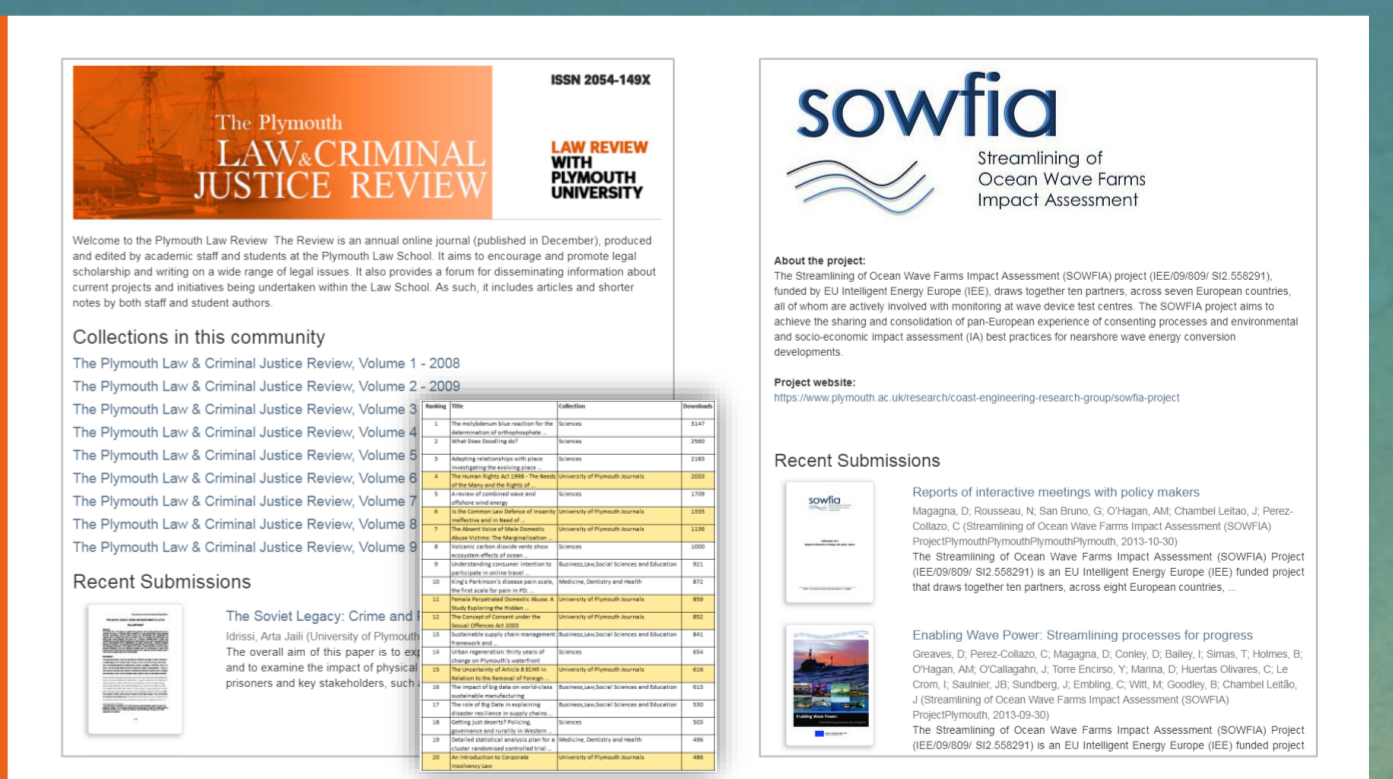 ISSN 2054-149X
The Plymouth
LAW & CRIMINAL
JUSTICE REVIEW
LAW REVIEW
WITH
PLYMOUTH
UNIVERSITY
Welcome to the Plymouth Law Review The Review is an annual online journal (published in December), produced
and edited by academic staff and students at the Plymouth Law School. It aims to encourage and promote legal
scholarship and writing on a wide range of legal issues. It also provides a forum for disseminating information about
current projects and initiatives being undertaken within the Law School. As such, it includes articles and shorter
notes by both staff and student authors.
Collections in this community
The Plymouth Law & Criminal Justice Review, Volume 1 - 2008
The Plymouth Law & Criminal Justice Review, Volume 2 - 2009
The Plymouth Law & Criminal Justice Review, Volume 3
The Plymouth Law & Criminal Justice Review, Volume 4
The Plymouth Law & Criminal Justice Review, Volume 5
The Plymouth Law & Criminal Justice Review, Volume 6
The Plymouth Law & Criminal Justice Review, Volume 7
The Plymouth Law & Criminal Justice Review, Volume 8
The Plymouth Law & Criminal Justice Review, Volume 9
Recent Submissions
The Soviet Legacy: Crime and
Idrissi, Arta Jaili (University of Plymouth
The overall aim of this paper is to exp
and to examine the impact of physical
prisoners and key stakeholders, such
Ranking Title Collection Downloads
1 The molybdenum blue reaction for the determination of orthophosphate ... Sciences 3147
2 What Does Doodling do? Sciences 2560
3 Adapting relationships with place: investigating the evolving place ... Sciences 2183
4 The Human Rights Act 1998 - The Needs of the Many and the Rights of ... University of Plymouth Journals 2033
5 A review of combined wave and offshore wind energy Sciences 1709
6 Is the Common Law Defence of Insanity Ineffective and in Need of ... University of Plymouth Journals 1335
7 The Absent Voice of Male Domestic Abuse Victims: The Marginalisation ... University of Plymouth Journals 1136
8 Volcanic carbon dioxide vents show ecosystem effects of ocean ... Sciences 1000
9 Understanding consumer intention to participate in online travel ... Business,Law,Social Sciences and Education 921
10 King's Parkinson's disease pain scale, the first scale for pain in PD: ... Medicine, Dentistry and Health 872
11 Female Perpetrated Domestic Abuse: A Study Exploring the Hidden ... University of Plymouth Journals 859
12 The Concept of Consent under the Sexual Offences Act 2003 University of Plymouth Journals 852
13 Sustainable supply chain management framework and ... Business,Law,Social Sciences and Education 841
14 Urban regeneration: thirty years of change on Plymouth's waterfront Sciences 654
15 The Uncertainty of Article 8 ECHR in Relation to the Removal of Foreign ... University of Plymouth Journals 616
16 The impact of big data on world-class sustainable manufacturing Business,Law,Social Sciences and Education 613
17 The role of Big Data in explaining disaster resilience in supply chains ... Business,Law,Social Sciences and Education 530
18 Getting just deserts? Policing, governance and rurality in Western ... Sciences 503
19 Detailed statistical analysis plan for a cluster randomised controlled trial ... Medicine, Dentistry and Health 496
20 An Introduction to Corporate Insolvency Law University of Plymouth Journals 486
sowfia
Streamlining of
Ocean Wave Farms
Impact Assessment
About the project:
The Streamlining of Ocean Wave Farms Impact Assessment (SOWFIA) project (IEE/09/809/ SI2.558291),
funded by EU Intelligent Energy Europe (IEE), draws together ten partners, across seven European countries,
all of whom are actively involved with monitoring at wave device test centres. The SOWFIA project aims to
achieve the sharing and consolidation of pan-European experience of consenting processes and environmental
and socio-economic impact assessment (IA) best practices for nearshore wave energy conversion
developments.
Project website:
https://www.plymouth.ac.uk/research/coast-engineering-research-group/sowfia-project
Recent Submissions
sowfia
Reports of interactive meetings with policy makers
Magagna, D; Rousseau, N; San Bruno, G; O'Hagan, AM; Chambel Leitao, J; Perez-
Collazo, C (Streamlining of Ocean Wave Farms Impact Assessment (SOWFIA)
ProjectPlymouthPlymouthPlymouthPlymouth, 2013-10-30)
The Streamlining of Ocean Wave Farms Impact Assessment (SOWFIA) Project
(IEE/09/809/ SI2.558291) is an EU Intelligent Energy Europe (IEE) funded project
that draws together ten partners, across eight European countries, ...
Enabling Wave Power:
Enabling Wave Power: Streamlining processes for progress
Greaves, D; Perez-Collazo, C; Magagna, D; Conley, D; Bailey, I; Simas, T; Holmes, B;
O'Hagan, AM; O'Callagahn, J; Torre Encirso, Y; Marina, D; Huertas Olivares, C; Le
Crom, I; Saulnier, JB; Sundberg, J; Embling, C; Witt, M; Goodley, B; Chambel Leitão,
J (Streamlining of Ocean Wave Farms Impact Assessment (SOWFIA)
ProjectPlymouth, 2013-09-30)
The Streamlining of Ocean Wave Farms Impact Assessment (SOWFIA) Project
(IEE/09/809/ SI2.558291) is an EU Intelligent Energy Europe (IEE) funded project